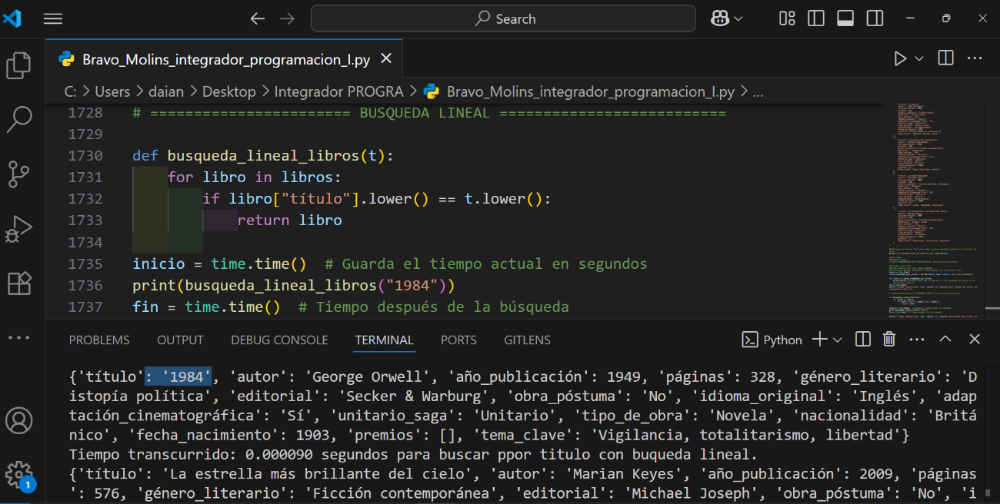 Search
Bravo_Molins_integrador_programacion_I.py
C: > Users > daian > Desktop > Integrador PROGRA > Bravo_Molins_integrador_programacion_I.py > ...
1728 # ======================= BUSQUEDA LINEAL ==========================
1729
1730 def busqueda_lineal_libros(t):
1731 for libro in libros:
1732 if libro["título"].lower() == t.lower():
1733 return libro
1734
1735 inicio = time.time()  # Guarda el tiempo actual en segundos
1736 print(busqueda_lineal_libros("1984"))
1737 fin = time.time()  # Tiempo después de la búsqueda
PROBLEMS OUTPUT DEBUG CONSOLE TERMINAL PORTS GITLENS Python
{'título': '1984', 'autor': 'George Orwell', 'año_publicación': 1949, 'páginas': 328, 'género_literario': 'D
istopía política', 'editorial': 'Secker & Warburg', 'obra_póstuma': 'No', 'idioma_original': 'Inglés', 'adap
tación_cinematográfica': 'Sí', 'unitario_saga': 'Unitario', 'tipo_de_obra': 'Novela', 'nacionalidad': 'Britá
nico', 'fecha_nacimiento': 1903, 'premios': [], 'tema_clave': 'Vigilancia, totalitarismo, libertad'}
Tiempo transcurrido: 0.000090 segundos para buscar ppor titulo con buqueda lineal.
{'título': 'La estrella más brillante del cielo', 'autor': 'Marian Keyes', 'año_publicación': 2009, 'páginas
': 576, 'género_literario': 'Ficción contemporánea', 'editorial': 'Michael Joseph', 'obra_póstuma': 'No', 'i
1